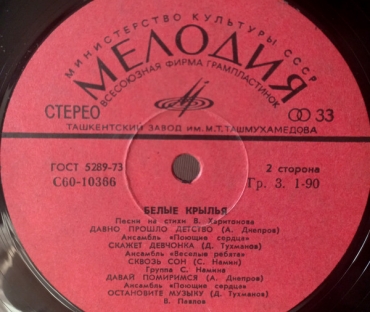 МИНИСТЕРСТВО КУЛЬТУРЫ СССР
МЕЛОДИЯ
ВСЕСОЮЗНАЯ ФИРМА ГРАМПЛАСТИНОК
СТЕРЕО
33
ТАШКЕНТСКИЙ ЗАВОД ИМ. М.Т. ТАШМУХАМЕДОВА
ГОСТ 5289-73
2 сторона
С60-10366
Гр. 3. 1-90
БЕЛЫЕ КРЫЛЬЯ
Песни на стихи В. Харитонова
ДАВНО ПРОШЛО ДЕТСТВО (А. Днепров)
Ансамбль «Поющие сердца»
СКАЖЕТ ДЕВЧОНКА (Д. Тухманов)
Ансамбль «Веселые ребята»
СКВОЗЬ СОН (С. Намин)
Группа С. Намина
ДАВАЙ ПОМИРИМСЯ (А. Днепров)
Ансамбль «Поющие сердца»
ОСТАНОВИТЕ МУЗЫКУ (Д. Тухманов)